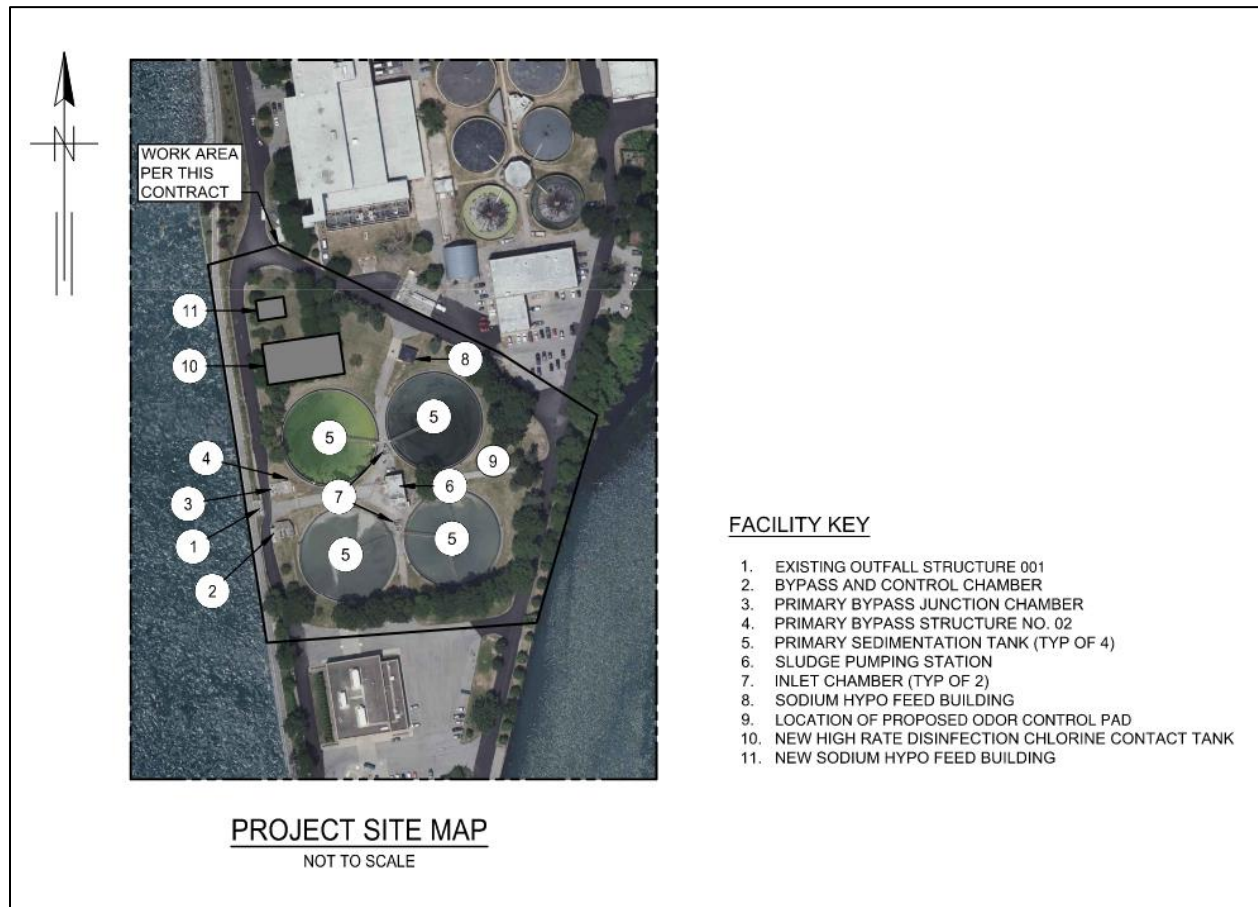 N
WORK AREA
PER THIS
CONTRACT
11
10
8
5
5
4
9
3
7
6
1
5
5
2
FACILITY KEY
1. EXISTING OUTFALL STRUCTURE 001
2. BYPASS AND CONTROL CHAMBER
3. PRIMARY BYPASS JUNCTION CHAMBER
4. PRIMARY BYPASS STRUCTURE NO. 02
5. PRIMARY SEDIMENTATION TANK (TYP OF 4)
6. SLUDGE PUMPING STATION
7. INLET CHAMBER (TYP OF 2)
8. SODIUM HYPO FEED BUILDING
9. LOCATION OF PROPOSED ODOR CONTROL PAD
10. NEW HIGH RATE DISINFECTION CHLORINE CONTACT TANK
11. NEW SODIUM HYPO FEED BUILDING
PROJECT SITE MAP
NOT TO SCALE